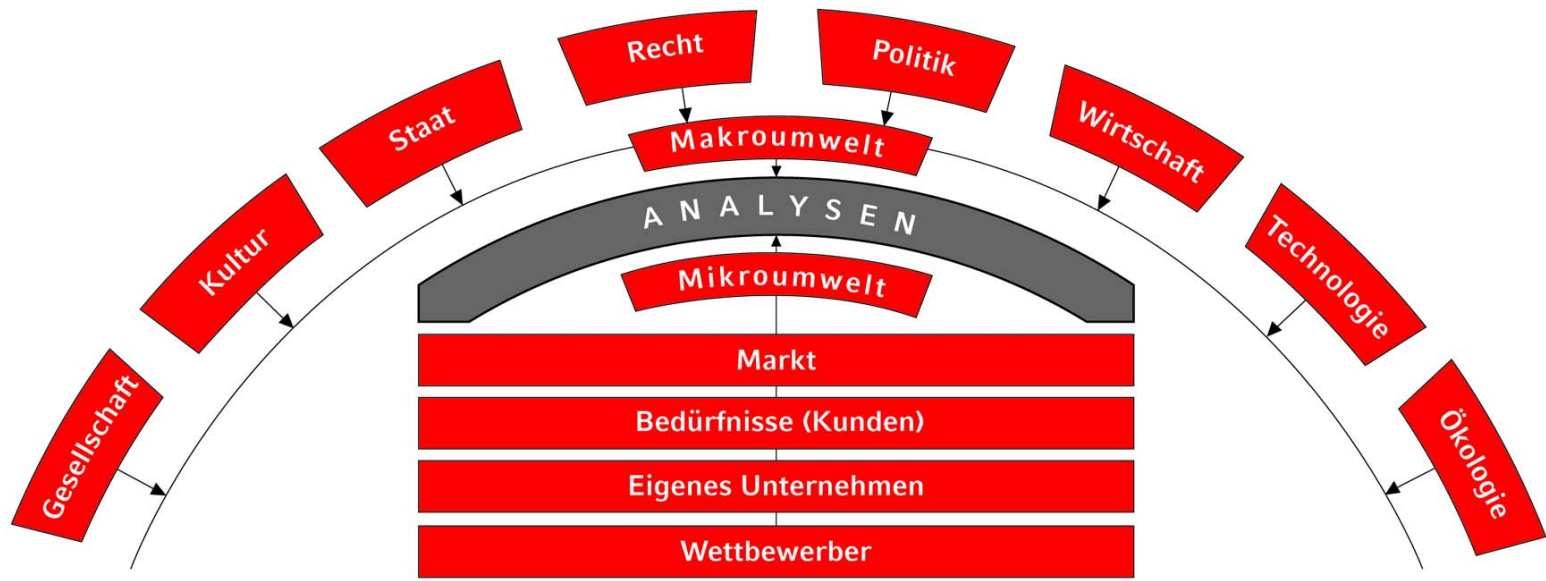 Gesellschaft
Kultur
Staat
Recht
Politik
Wirtschaft
Technologie
Ökologie
Makroumwelt
ANALYSEN
Mikroumwelt
Markt
Bedürfnisse (Kunden)
Eigenes Unternehmen
Wettbewerber